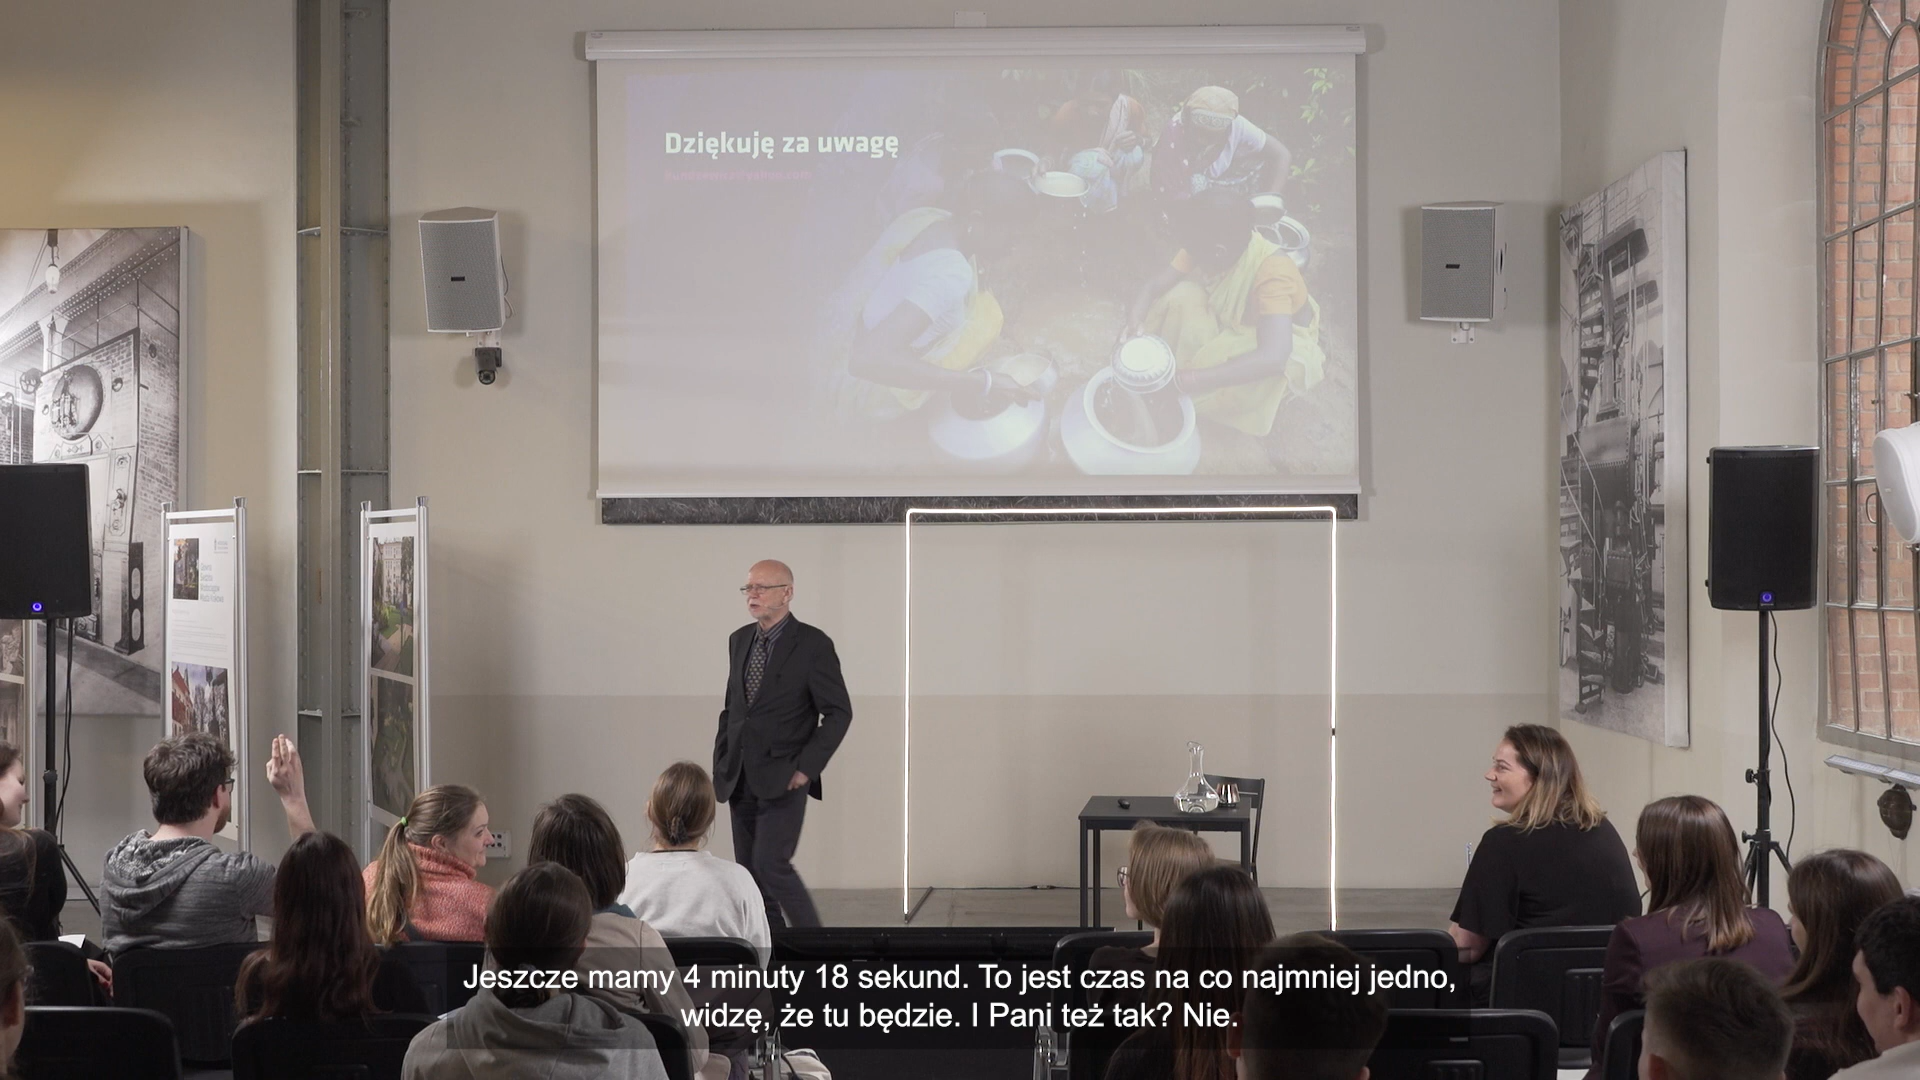 Dziękuję za uwagę
Jeszcze mamy 4 minuty 18 sekund. To jest czas na co najmniej jedno,
widzę, że tu będzie. I Pani też tak? Nie.